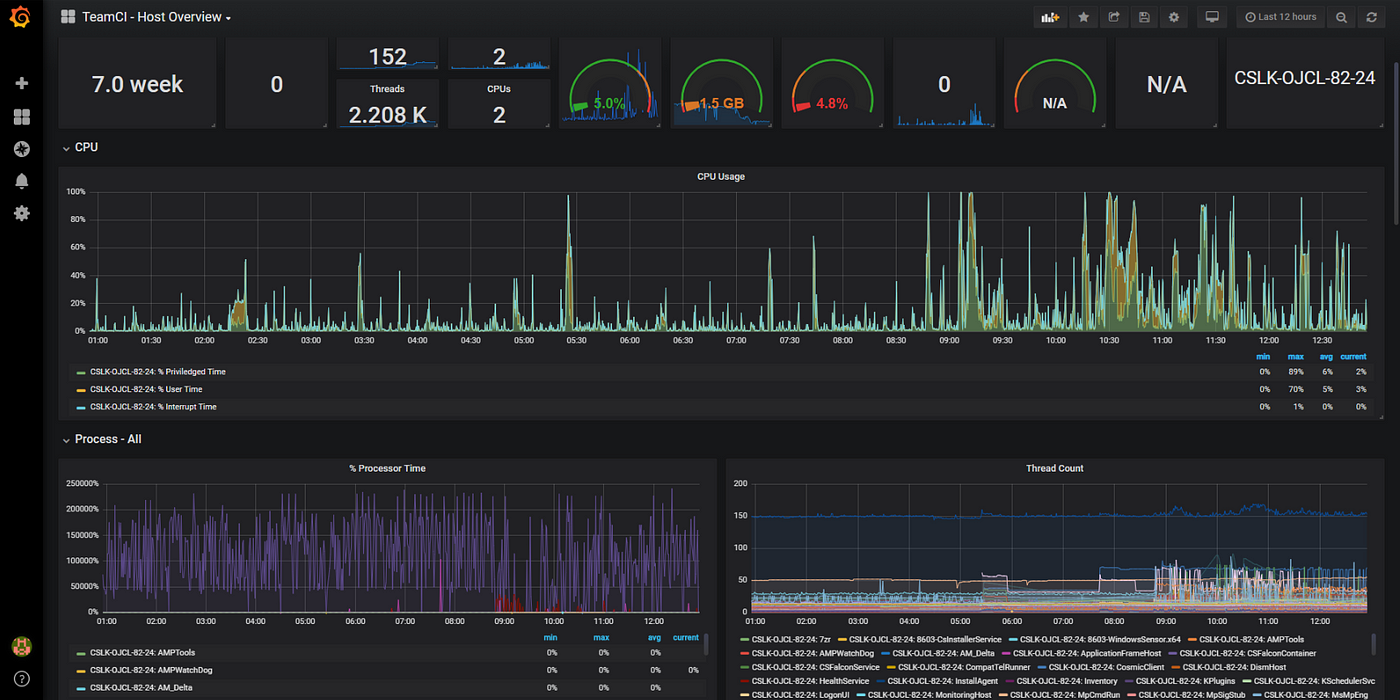 TeamCI - Host Overview
Last 12 hours
7.0 week
0
152
Threads
2.208 K
2
CPUs
2
5.0%
1.5 GB
4.8%
0
N/A
N/A
CSLK-OJCL-82-24
CPU
CPU Usage
100%
80%
60%
40%
20%
0%
01:00 01:30 02:00 02:30 03:00 03:30 04:00 04:30 05:00 05:30 06:00 06:30 07:00 07:30 08:00 08:30 09:00 09:30 10:00 10:30 11:00 11:30 12:00 12:30
min max avg current
CSLK-OJCL-82-24: % Priviledged Time 0% 89% 6% 2%
CSLK-OJCL-82-24: % User Time 0% 70% 5% 3%
CSLK-OJCL-82-24: % Interrupt Time 0% 1% 0% 0%
Process - All
% Processor Time
250000%
200000%
150000%
100000%
50000%
0%
01:00 02:00 03:00 04:00 05:00 06:00 07:00 08:00 09:00 10:00 11:00 12:00
min max avg current
CSLK-OJCL-82-24: AMPTools 0% 0% 0%
CSLK-OJCL-82-24: AMPWatchDog 0% 0% 0% 0%
CSLK-OJCL-82-24: AM_Delta 0% 0% 0%
Thread Count
200
150
100
50
0
01:00 02:00 03:00 04:00 05:00 06:00 07:00 08:00 09:00 10:00 11:00 12:00
CSLK-OJCL-82-24: 7zr CSLK-OJCL-82-24: 8603-CsInstallerService CSLK-OJCL-82-24: 8603-WindowsSensor.x64 CSLK-OJCL-82-24: AMPTools
CSLK-OJCL-82-24: AMPWatchDog CSLK-OJCL-82-24: AM_Delta CSLK-OJCL-82-24: ApplicationFrameHost CSLK-OJCL-82-24: CSFalconContainer
CSLK-OJCL-82-24: CSFalconService CSLK-OJCL-82-24: CompatTelRunner CSLK-OJCL-82-24: CosmicClient CSLK-OJCL-82-24: DismHost
CSLK-OJCL-82-24: HealthService CSLK-OJCL-82-24: InstallAgent CSLK-OJCL-82-24: Inventory CSLK-OJCL-82-24: KPlugins CSLK-OJCL-82-24: KSchedulerSvc
CSLK-OJCL-82-24: LogonUI CSLK-OJCL-82-24: MonitoringHost CSLK-OJCL-82-24: MpCmdRun CSLK-OJCL-82-24: MpSigStub CSLK-OJCL-82-24: MsMpEng